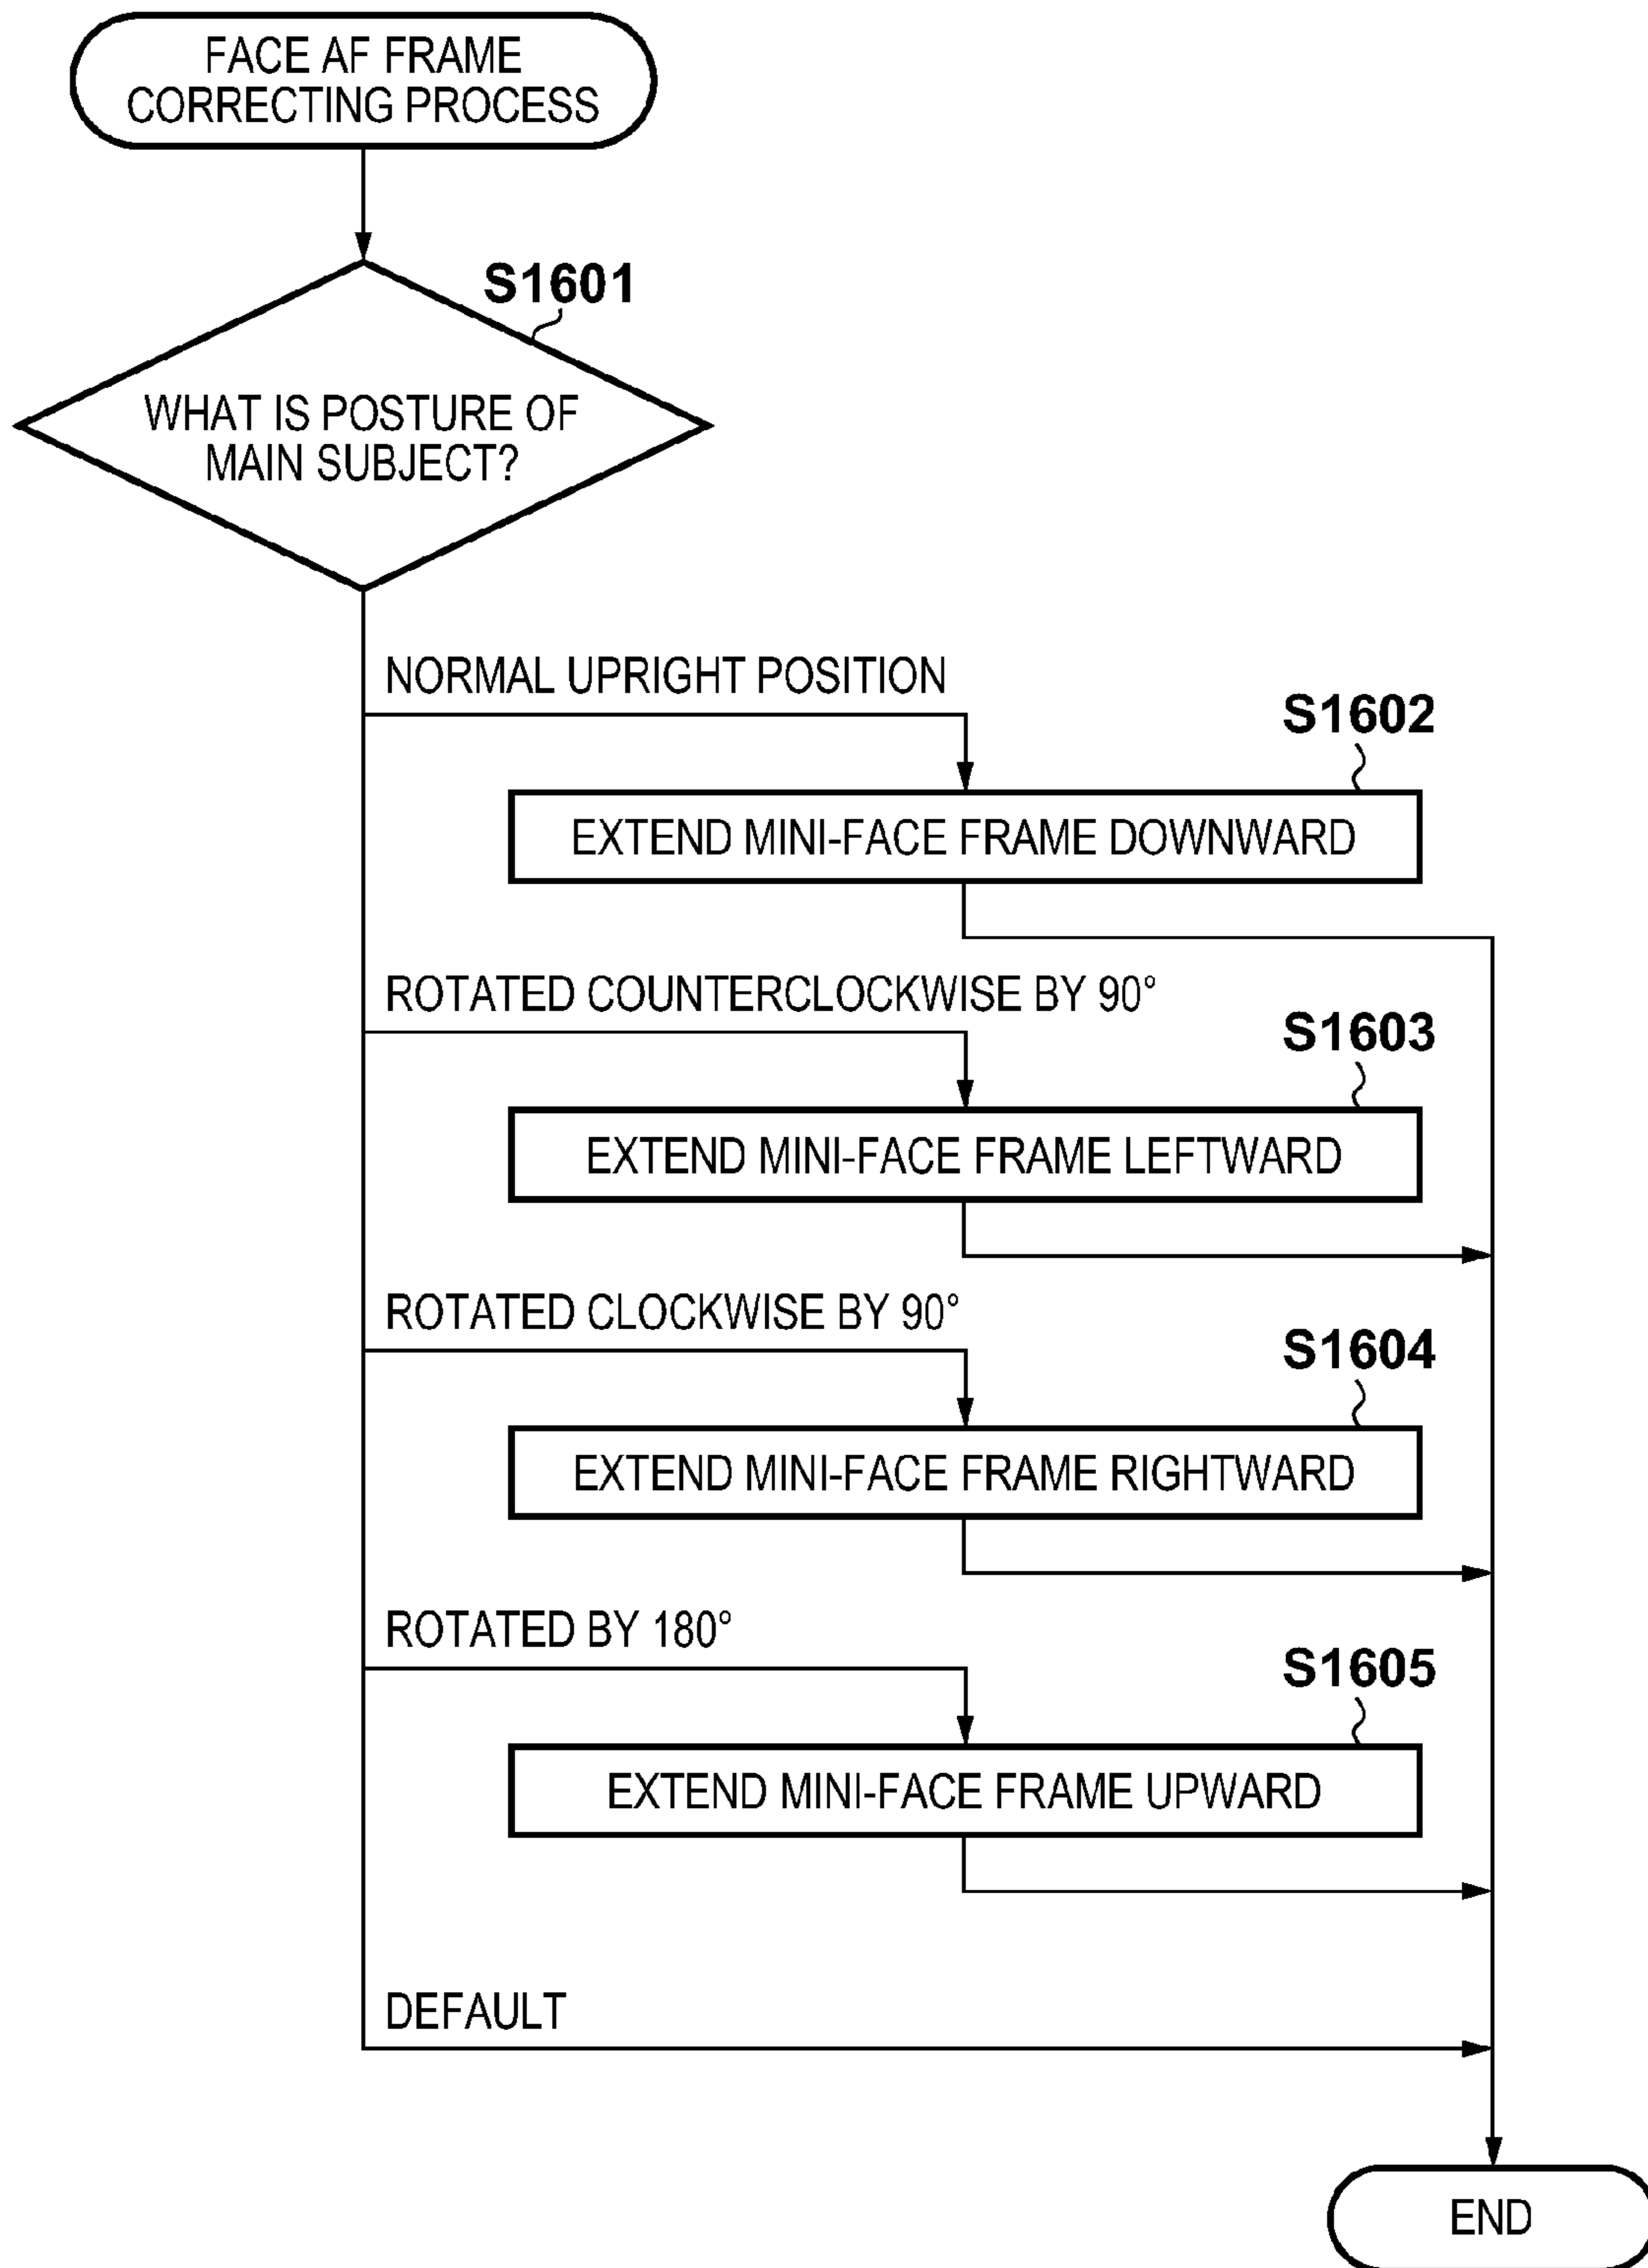 FACE AF FRAME
CORRECTING PROCESS
S1601
WHAT IS POSTURE OF
MAIN SUBJECT?
NORMAL UPRIGHT POSITION
S1602
EXTEND MINI-FACE FRAME DOWNWARD
ROTATED COUNTERCLOCKWISE BY 90°
S1603
EXTEND MINI-FACE FRAME LEFTWARD
ROTATED CLOCKWISE BY 90°
S1604
EXTEND MINI-FACE FRAME RIGHTWARD
ROTATED BY 180°
S1605
EXTEND MINI-FACE FRAME UPWARD
DEFAULT
END